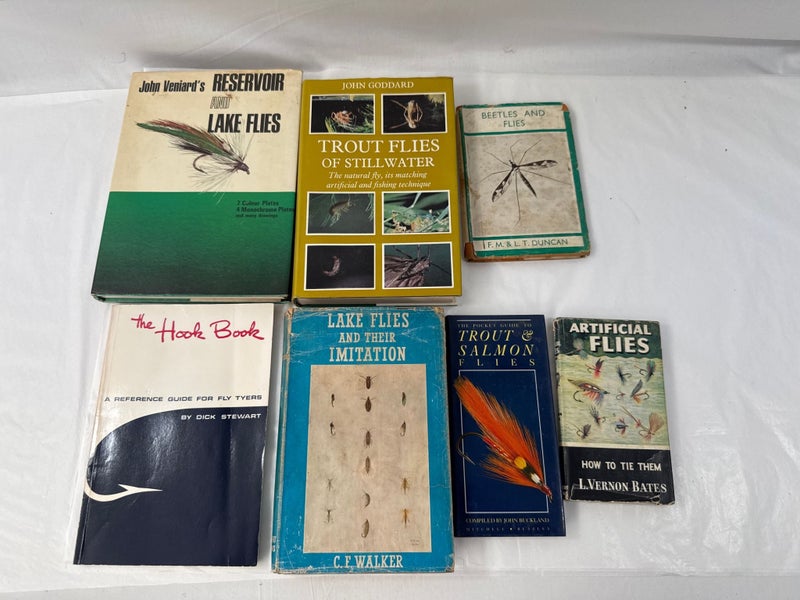 John Veniard's RESERVOIR
AND
LAKE FLIES
2 Colour Plates
4 Monochrome Plates
and many drawings
JOHN GODDARD
TROUT FLIES
OF STILLWATER
The natural fly, its matching
artificial and fishing technique
BEETLES AND
FLIES
F. M. & L. T. DUNCAN
the Hook Book
A REFERENCE GUIDE FOR FLY TYERS
BY DICK STEWART
LAKE FLIES
AND THEIR
IMITATION
C. F. WALKER
THE POCKET GUIDE TO
TROUT &
SALMON
FLIES
COMPILED BY JOHN BUCKLAND
MITCHELL BEAZLEY
ARTIFICIAL
FLIES
HOW TO TIE THEM
L. VERNON BATES